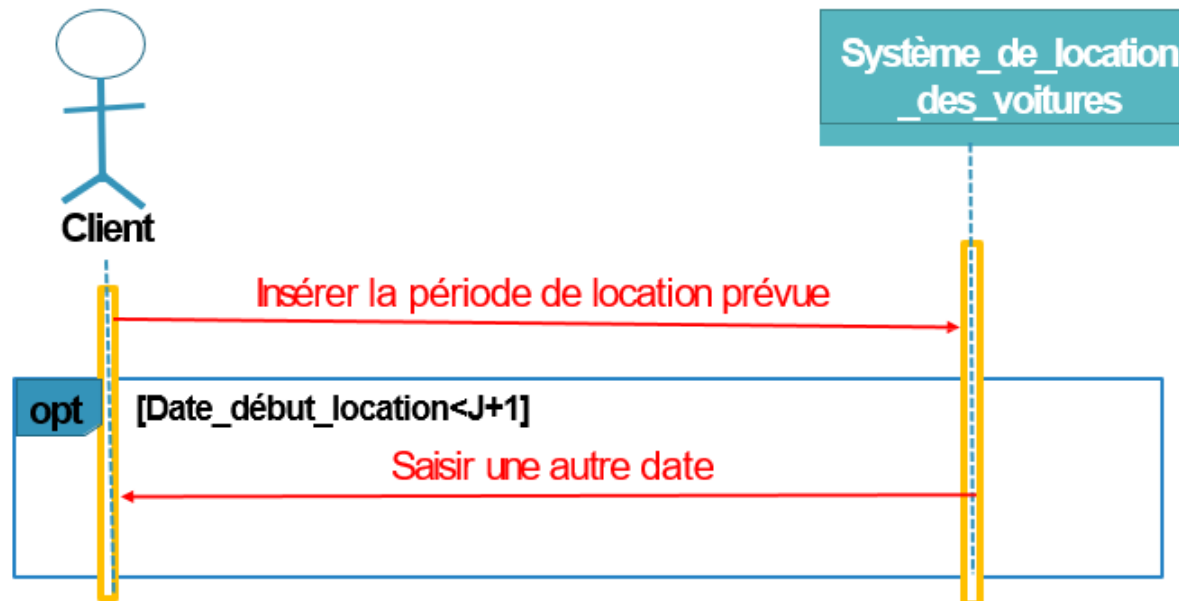 Système_de_location
_des_voitures
Client
Insérer la période de location prévue
opt
[Date_début_location<J+1]
Saisir une autre date